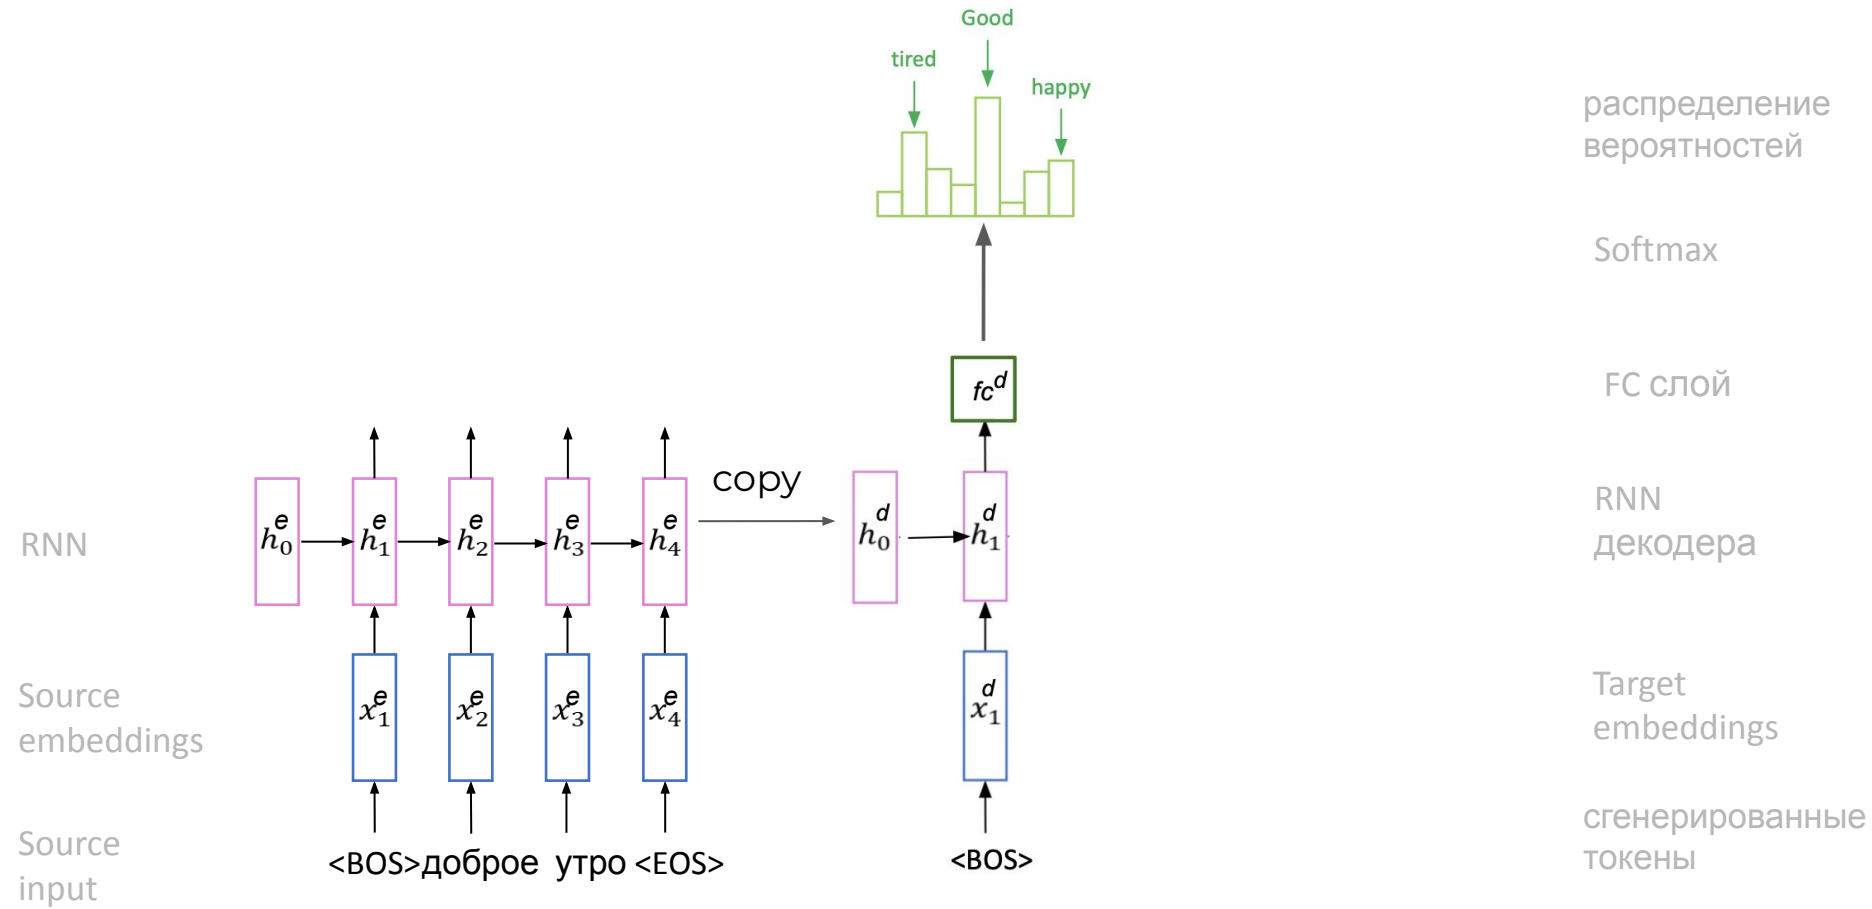 Good
tired
happy
распределение
вероятностей
Softmax
fc^d
FC слой
copy
h_0^e
h_1^e
h_2^e
h_3^e
h_4^e
h_0^d
h_1^d
RNN
RNN
декодера
Source
embeddings
x_1^e
x_2^e
x_3^e
x_4^e
x_1^d
Target
embeddings
Source
input
<BOS>доброе утро <EOS>
<BOS>
сгенерированные
токены